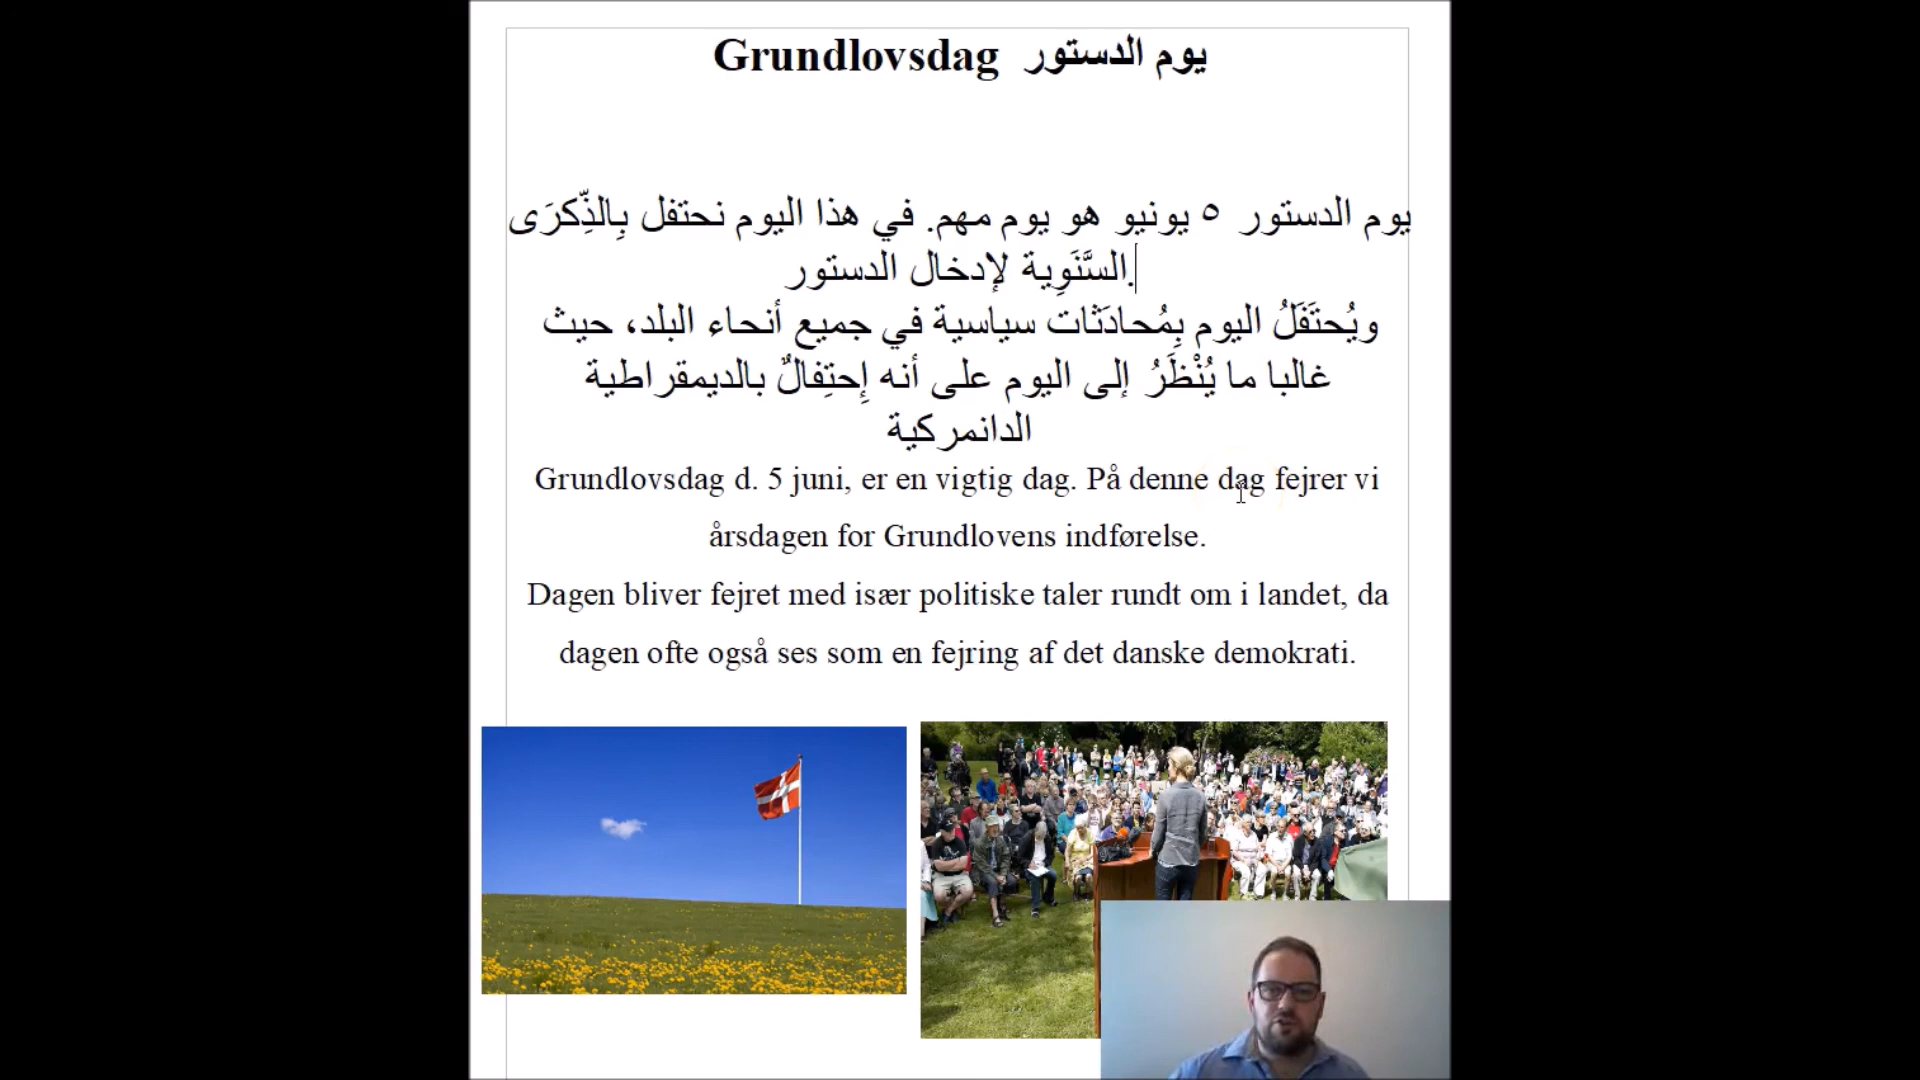 Grundlovsdag يوم الدستور
يوم الدستور ٥ يونيو هو يوم مهم. في هذا اليوم نحتفل بِالذِّكرَى
السَّنَوِية لإدخال الدستور.
ويُحتَفَلُ اليوم بِمُحادَثات سياسية في جميع أنحاء البلد، حيث
غالبا ما يُنْظَرُ إلى اليوم على أنه إِحتِفالٌ بالديمقراطية
الدانمركية
Grundlovsdag d. 5 juni, er en vigtig dag. På denne dag fejrer vi
årsdagen for Grundlovens indførelse.
Dagen bliver fejret med især politiske taler rundt om i landet, da
dagen ofte også ses som en fejring af det danske demokrati.